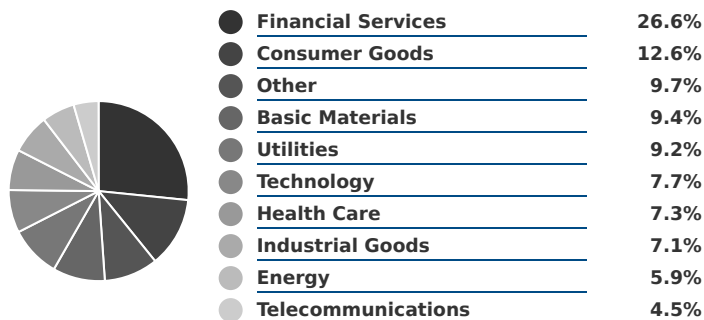 Financial Services 26.6%
Consumer Goods 12.6%
Other 9.7%
Basic Materials 9.4%
Utilities 9.2%
Technology 7.7%
Health Care 7.3%
Industrial Goods 7.1%
Energy 5.9%
Telecommunications 4.5%